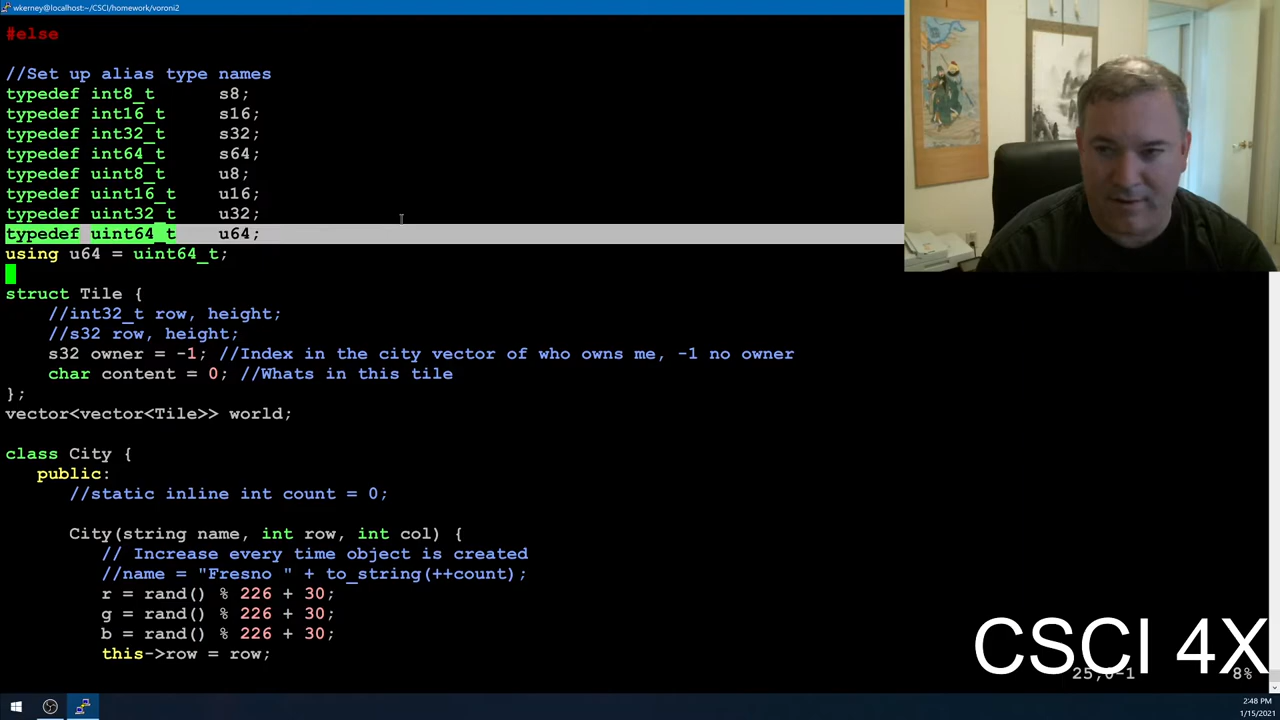 wkerney@localhost:~/CSCI/homework/voroni2
#else
//Set up alias type names
typedef int8_t s8;
typedef int16_t s16;
typedef int32_t s32;
typedef int64_t s64;
typedef uint8_t u8;
typedef uint16_t u16;
typedef uint32_t u32;
typedef uint64_t u64;
using u64 = uint64_t;
struct Tile {
//int32_t row, height;
//s32 row, height;
s32 owner = -1; //Index in the city vector of who owns me, -1 no owner
char content = 0; //Whats in this tile
};
vector<vector<Tile>> world;
class City {
public:
//static inline int count = 0;
City(string name, int row, int col) {
// Increase every time object is created
//name = "Fresno " + to_string(++count);
r = rand() % 226 + 30;
g = rand() % 226 + 30;
b = rand() % 226 + 30;
this->row = row;
CSCI 4X
25,0-1 8%
2:48 PM
1/15/2021